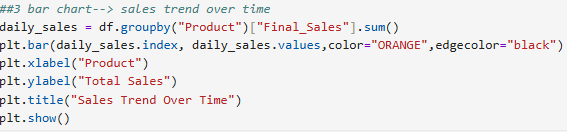 ##3 bar chart--> sales trend over time
daily_sales = df.groupby("Product")["Final_Sales"].sum()
plt.bar(daily_sales.index, daily_sales.values,color="ORANGE",edgecolor="black")
plt.xlabel("Product")
plt.ylabel("Total Sales")
plt.title("Sales Trend Over Time")
plt.show()